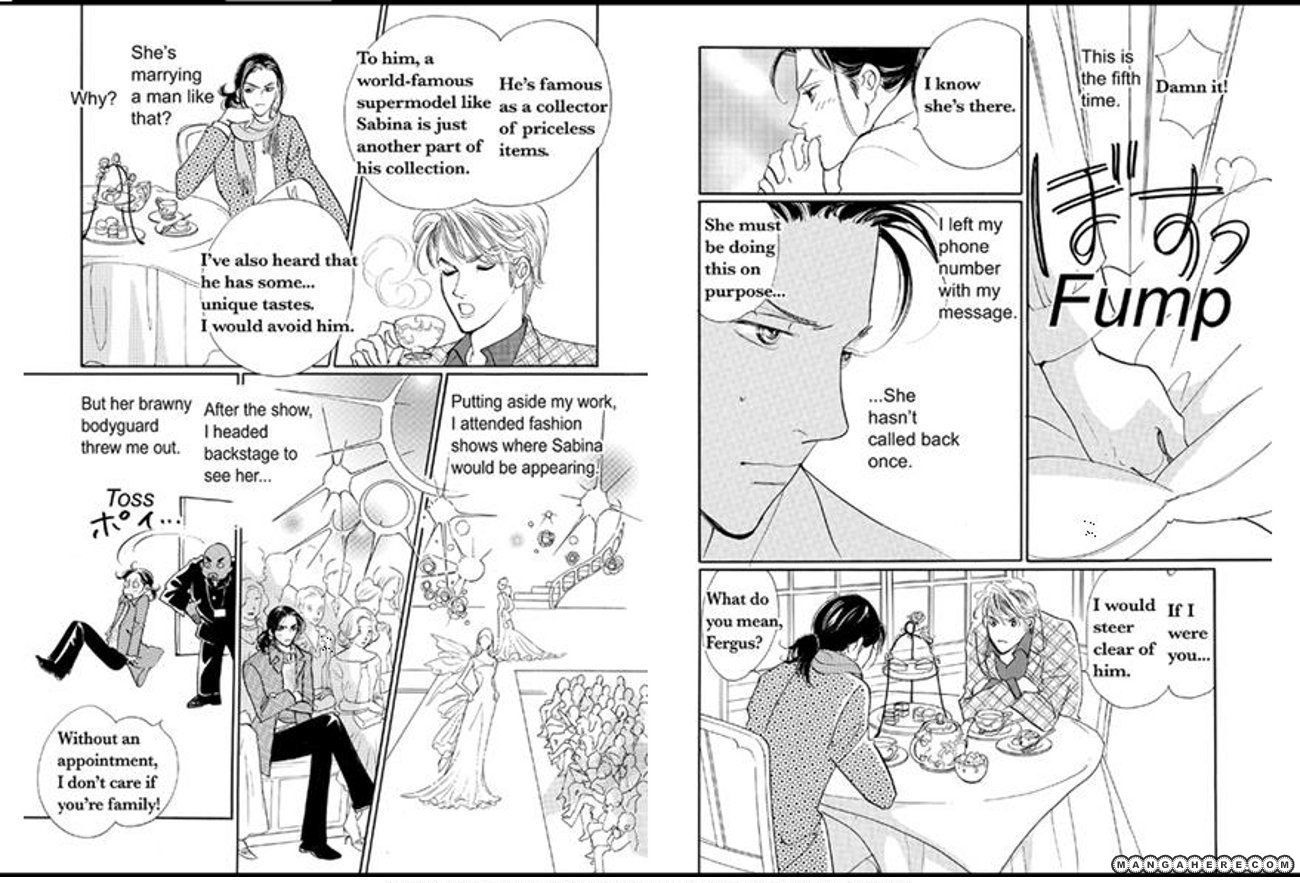 Damn it!
This is
the fifth
time.
ぼすっ
Fump
I know
she's there.
I left my
phone
number
with my
message.
She must
be doing
this on
purpose...
...She
hasn't
called back
once.
If I
were
you...
I would
steer
clear of
him.
What do
you mean,
Fergus?
He's famous
as a collector
of priceless
items.
To him, a
world-famous
supermodel like
Sabina is just
another part of
his collection.
She's
marrying
a man like
that?
Why?
I've also heard that
he has some...
unique tastes.
I would avoid him.
Putting aside my work,
I attended fashion
shows where Sabina
would be appearing.
After the show,
I headed
backstage to
see her...
But her brawny
bodyguard
threw me out.
Toss
ポイ...
Without an
appointment,
I don't care if
you're family!
MANGAHERE.COM